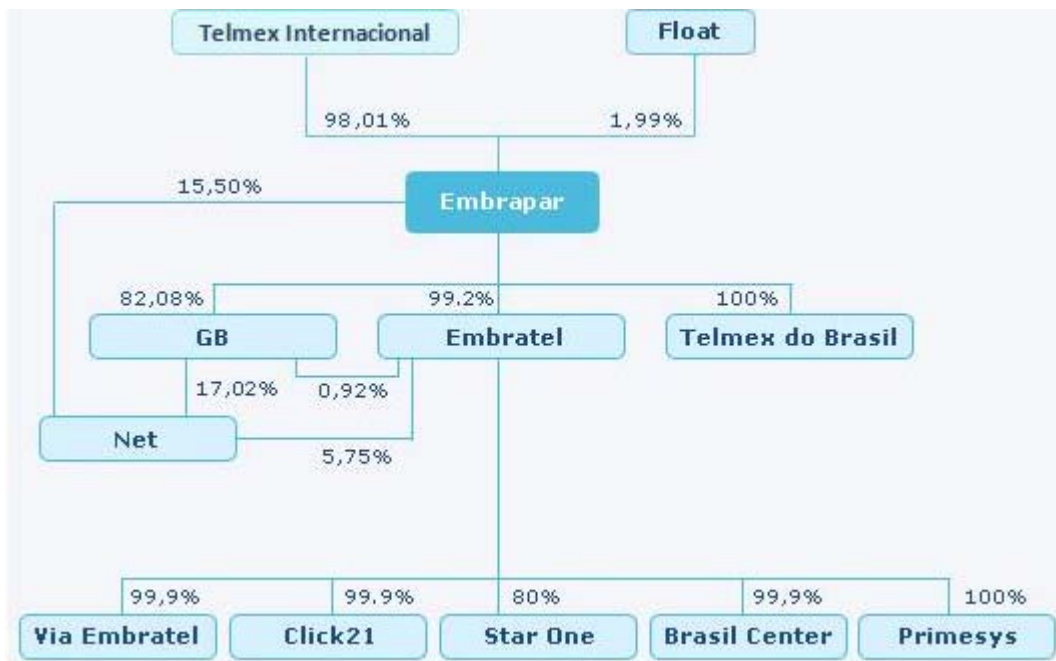 Telmex Internacional
Float
98,01%
1,99%
15,50%
Embrapar
82,08%
99.2%
100%
GB
Embratel
Telmex do Brasil
17,02%
0,92%
Net
5,75%
99,9%
99.9%
80%
99,9%
100%
Via Embratel
Click21
Star One
Brasil Center
Primesys